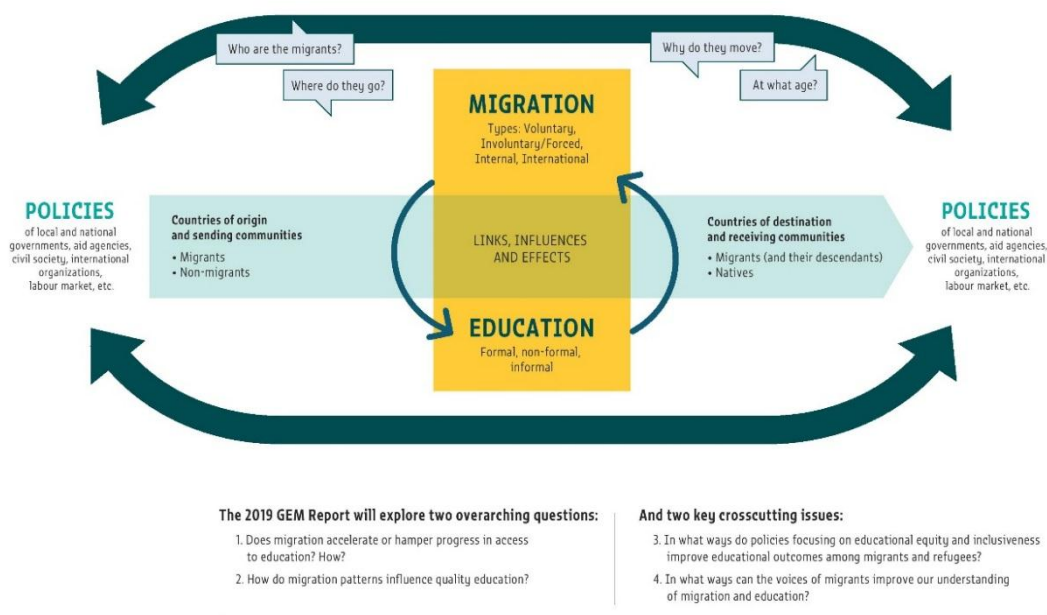 Who are the migrants?
Where do they go?
Why do they move?
At what age?
MIGRATION
Types: Voluntary,
Involuntary/Forced,
Internal, International
POLICIES
of local and national
governments, aid agencies,
civil society, international
organizations,
labour market, etc.
Countries of origin
and sending communities
• Migrants
• Non-migrants
LINKS, INFLUENCES
AND EFFECTS
Countries of destination
and receiving communities
• Migrants (and their descendants)
• Natives
POLICIES
of local and national
governments, aid agencies,
civil society, international
organizations,
labour market, etc.
EDUCATION
Formal, non-formal,
informal
The 2019 GEM Report will explore two overarching questions:
1. Does migration accelerate or hamper progress in access
to education? How?
2. How do migration patterns influence quality education?
And two key crosscutting issues:
3. In what ways do policies focusing on educational equity and inclusiveness
improve educational outcomes among migrants and refugees?
4. In what ways can the voices of migrants improve our understanding
of migration and education?